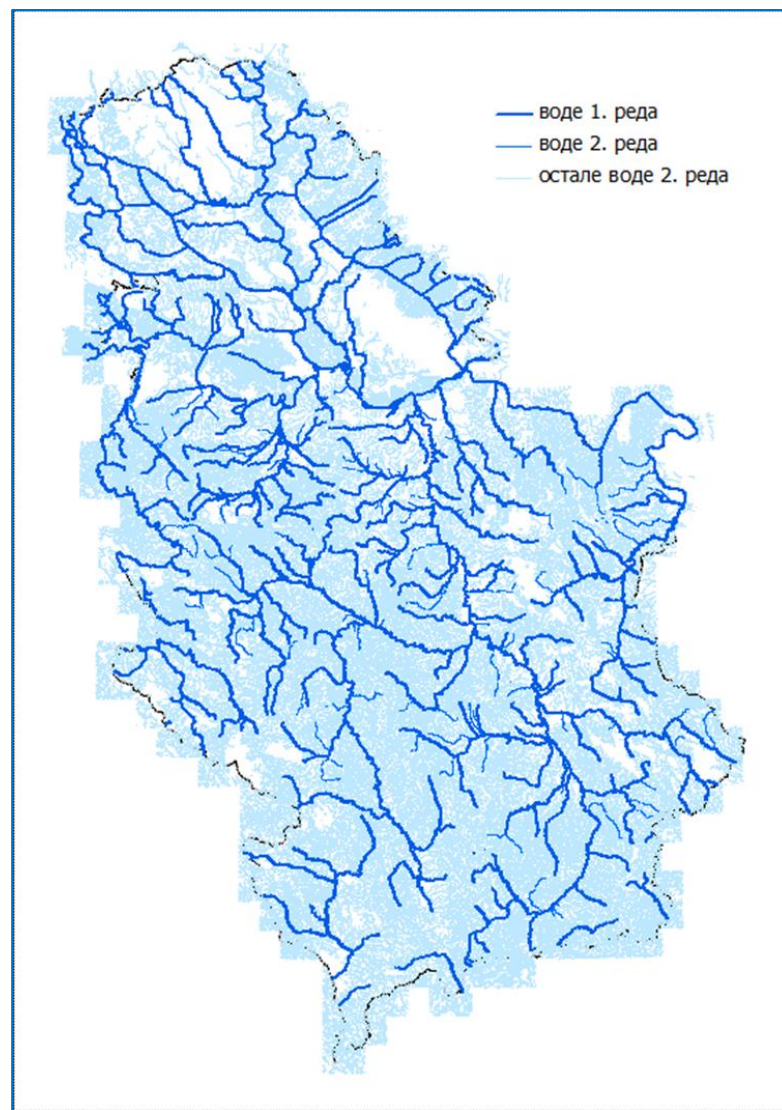 воде 1. реда
воде 2. реда
остале воде 2. реда